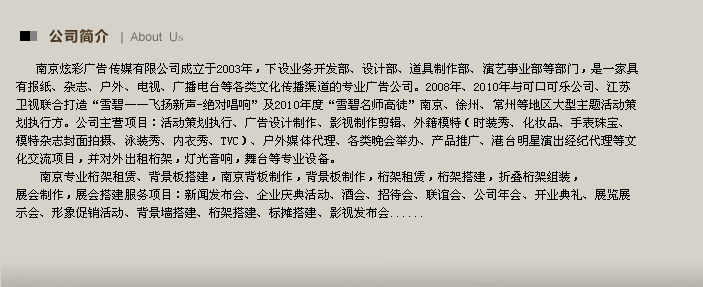 公司简介 | About Us
南京炫彩广告传媒有限公司成立于2003年，下设业务开发部、设计部、道具制作部、演艺事业部等部门，是一家具
有报纸、杂志、户外、电视、广播电台等各类文化传播渠道的专业广告公司。2008年、2010年与可口可乐公司、江苏
卫视联合打造“雪碧——飞扬新声-绝对唱响”及2010年度“雪碧名师高徒”南京、徐州、常州等地区大型主题活动策
划执行方。公司主营项目：活动策划执行、广告设计制作、影视制作剪辑、外籍模特（时装秀、化妆品、手表珠宝、
模特杂志封面拍摄、泳装秀、内衣秀、TVC）、户外媒体代理、各类晚会举办、产品推广、港台明星演出经纪代理等文
化交流项目，并对外出租桁架，灯光音响，舞台等专业设备。
南京专业桁架租赁、背景板搭建，南京背板制作，背景板制作，桁架租赁，桁架搭建，折叠桁架组装，
展会制作，展会搭建服务项目：新闻发布会、企业庆典活动、酒会、招待会、联谊会、公司年会、开业典礼、展览展
示会、形象促销活动、背景墙搭建、桁架搭建、标摊搭建、影视发布会......